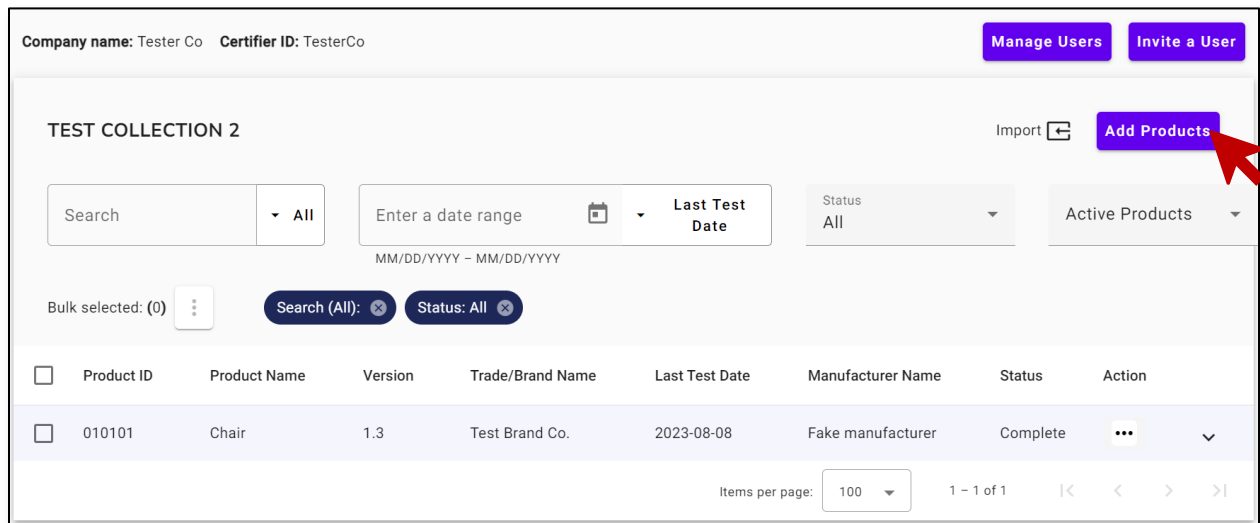 Company name: Tester Co Certifier ID: TesterCo Manage Users Invite a User
TEST COLLECTION 2 Import Add Products
Search All Enter a date range Last Test Date Status All Active Products
MM/DD/YYYY – MM/DD/YYYY
Bulk selected: (0) Search (All): Status: All
Product ID Product Name Version Trade/Brand Name Last Test Date Manufacturer Name Status Action
010101 Chair 1.3 Test Brand Co. 2023-08-08 Fake manufacturer Complete
Items per page: 100 1 – 1 of 1